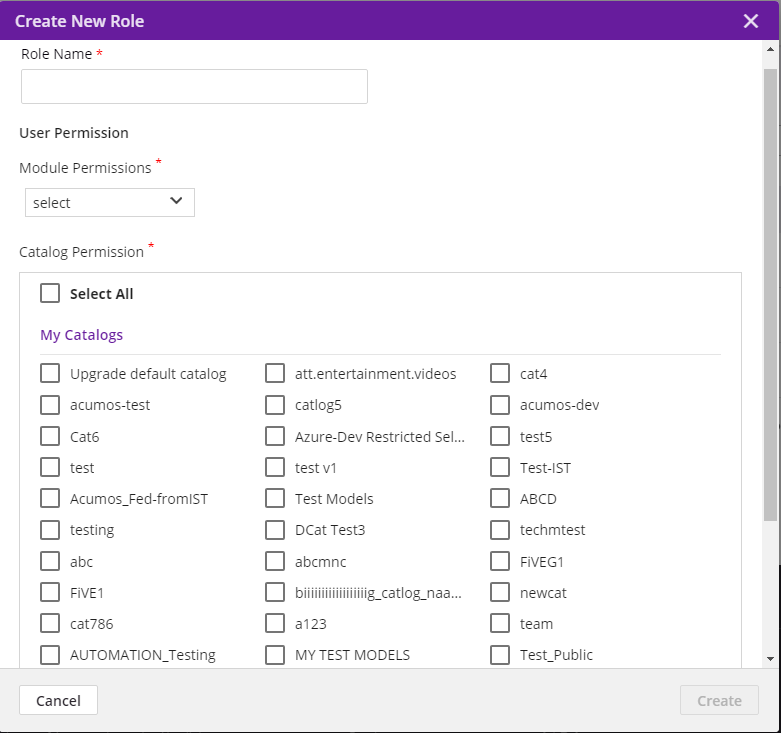 Create New Role
Role Name *
User Permission
Module Permissions *
select
Catalog Permission *
Select All
My Catalogs
Upgrade default catalog att.entertainment.videos cat4
acumos-test catlog5 acumos-dev
Cat6 Azure-Dev Restricted Sel... test5
test test v1 Test-IST
Acumos_Fed-fromIST Test Models ABCD
testing DCat Test3 techmtest
abc abcmnc FiVEG1
FiVE1 biiiiiiiiiiiiiiiiiig_catlog_naa... newcat
cat786 a123 team
AUTOMATION_Testing MY TEST MODELS Test_Public
Cancel Create